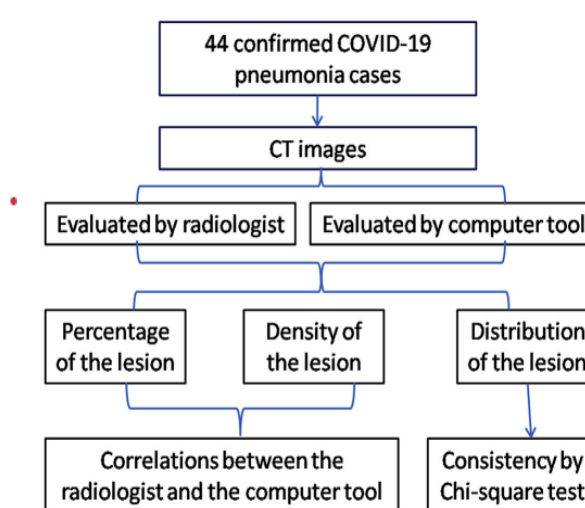 44 confirmed COVID-19
pneumonia cases
CT images
Evaluated by radiologist
Evaluated by computer tool
Percentage
of the lesion
Density of
the lesion
Distribution
of the lesion
Correlations between the
radiologist and the computer tool
Consistency by
Chi-square test